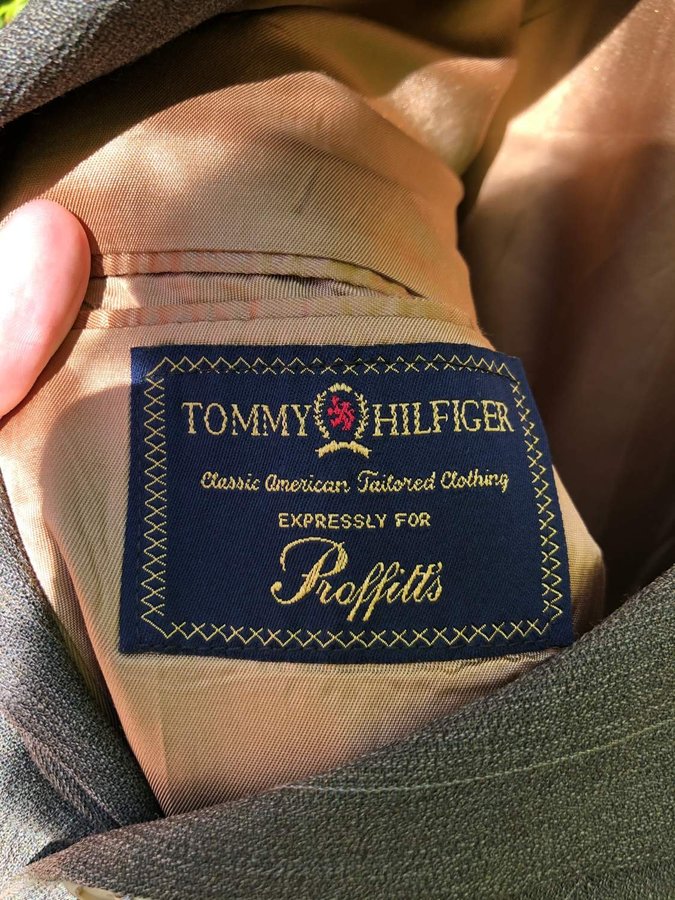 TOMMY HILFIGER
Classic American Tailored Clothing
EXPRESSLY FOR
Proffitt's